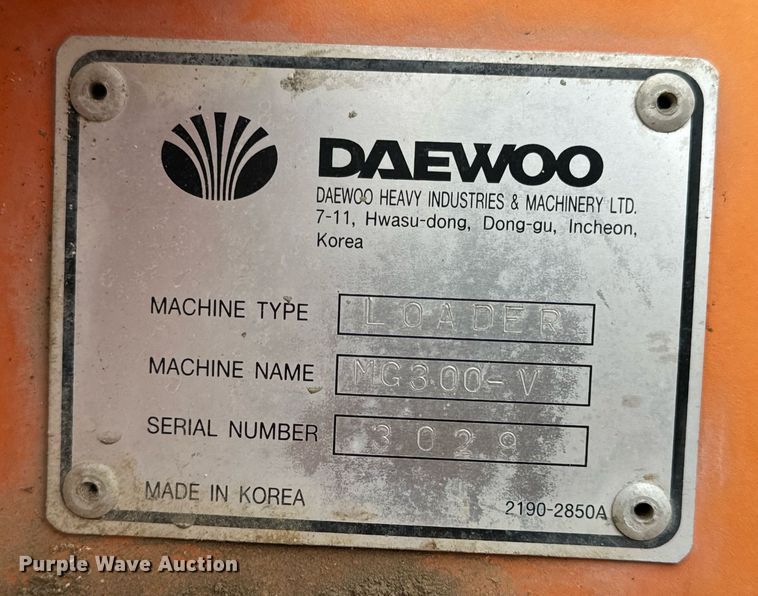 DAEWOO
DAEWOO HEAVY INDUSTRIES & MACHINERY LTD.
7-11, Hwasu-dong, Dong-gu, Incheon,
Korea
MACHINE TYPE LOADER
MACHINE NAME MG300-V
SERIAL NUMBER 3029
MADE IN KOREA 2190-2850A
Purple Wave Auction